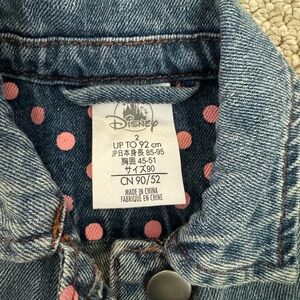 Disney
2
UP TO 92 cm
JP日本身長 85-95
胸囲 45-51
サイズ90
CN 90/52
MADE IN CHINA
FABRIQUÉ EN CHINE